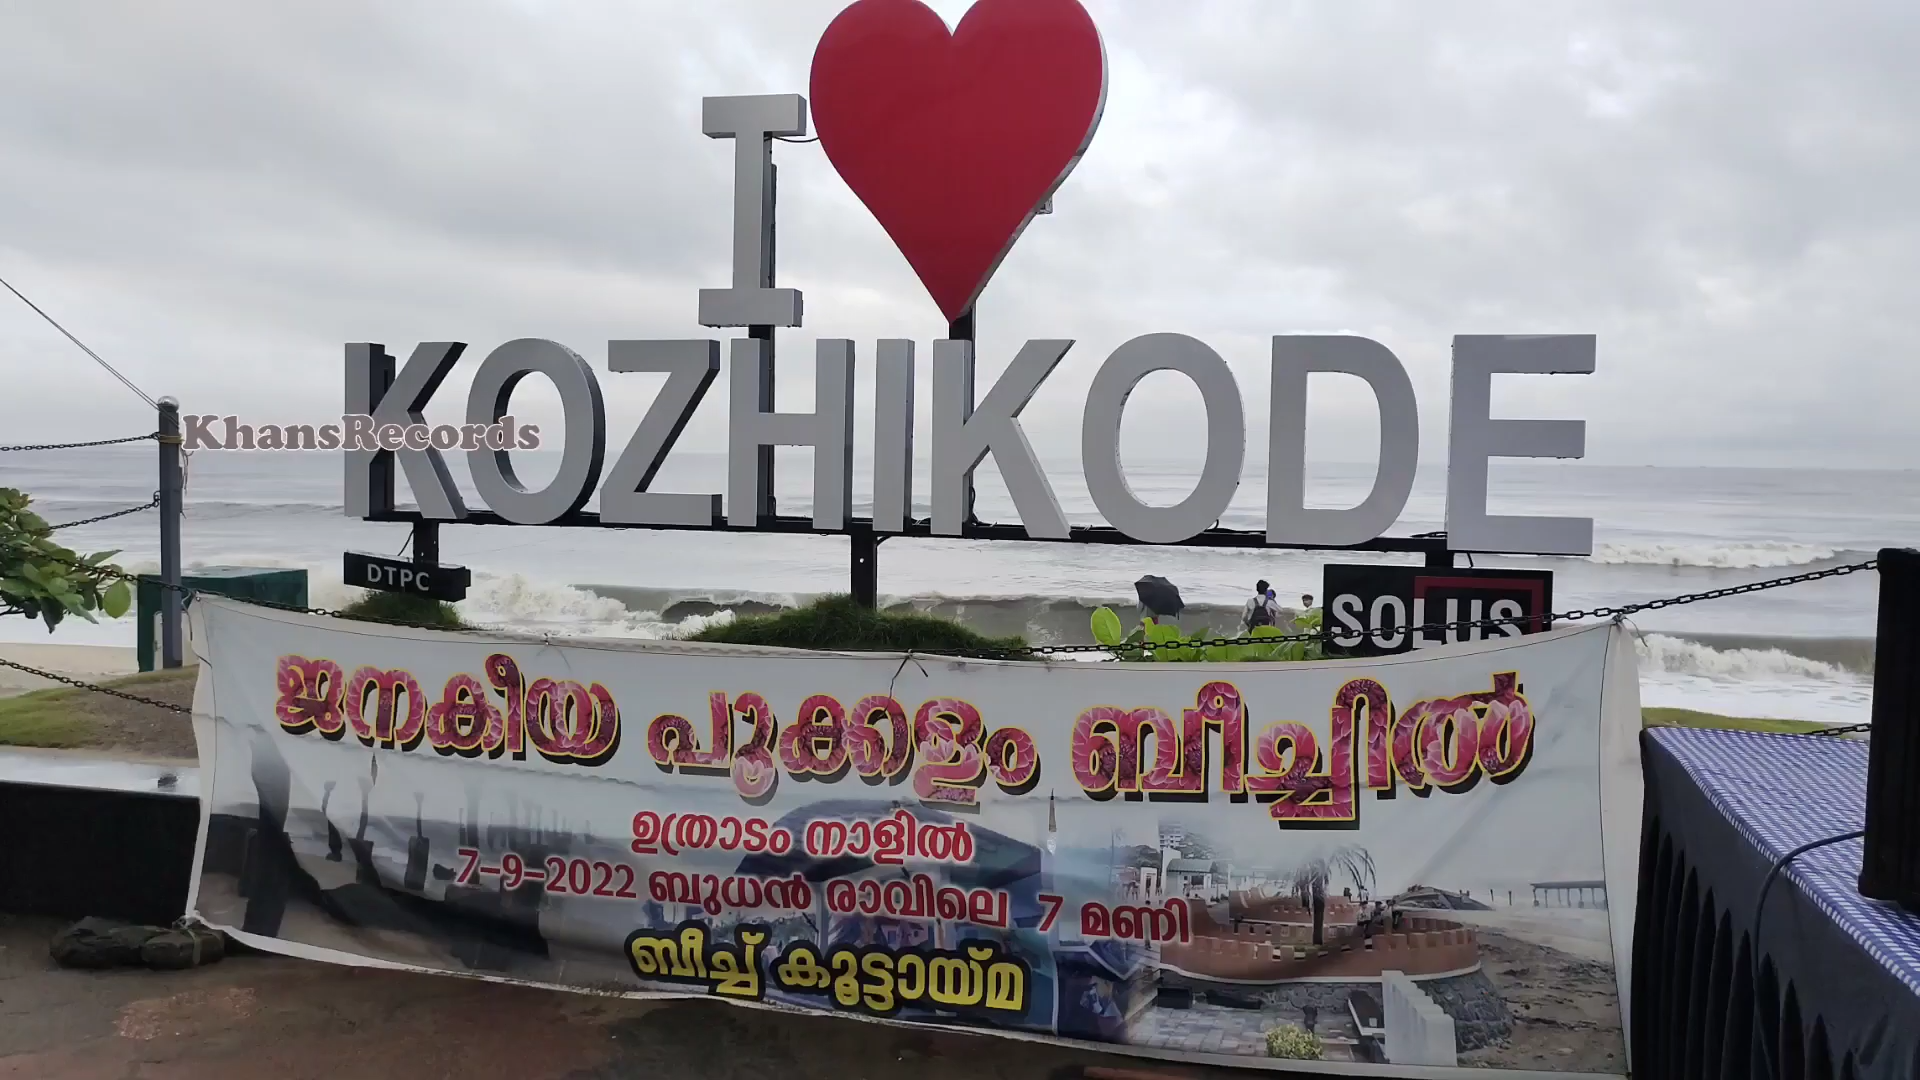 I
KOZHIKODE
KhansRecords
DTPC
SOLUS
ജനകീയ പൂക്കളം ബീച്ചിൽ
ഉത്രാടം നാളിൽ
7-9-2022 ബുധൻ രാവിലെ 7 മണി
ബീച്ച് കൂട്ടായ്മ